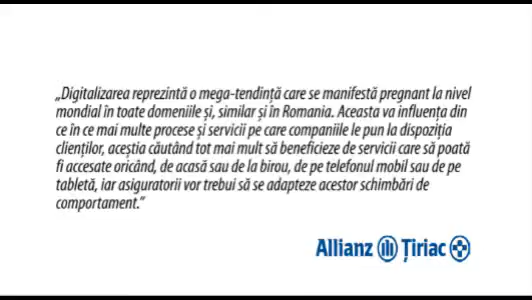 „Digitalizarea reprezintă o mega-tendință care se manifestă pregnant la nivel
mondial în toate domeniile și, similar și în Romania. Aceasta va influența din
ce în ce mai multe procese și servicii pe care companiile le pun la dispoziția
clienților, aceștia căutând tot mai mult să beneficieze de servicii care să poată
fi accesate oricând, de acasă sau de la birou, de pe telefonul mobil sau de pe
tabletă, iar asiguratorii vor trebui să se adapteze acestor schimbări de
comportament.”
Allianz Țiriac